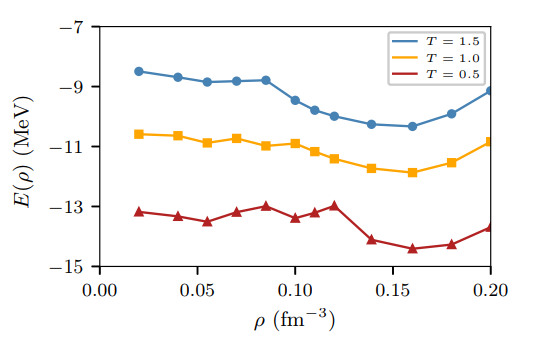 −7
−9
−11
−13
−15
E(ρ) (MeV)
T = 1.5
T = 1.0
T = 0.5
0.00 0.05 0.10 0.15 0.20
ρ (fm⁻³)